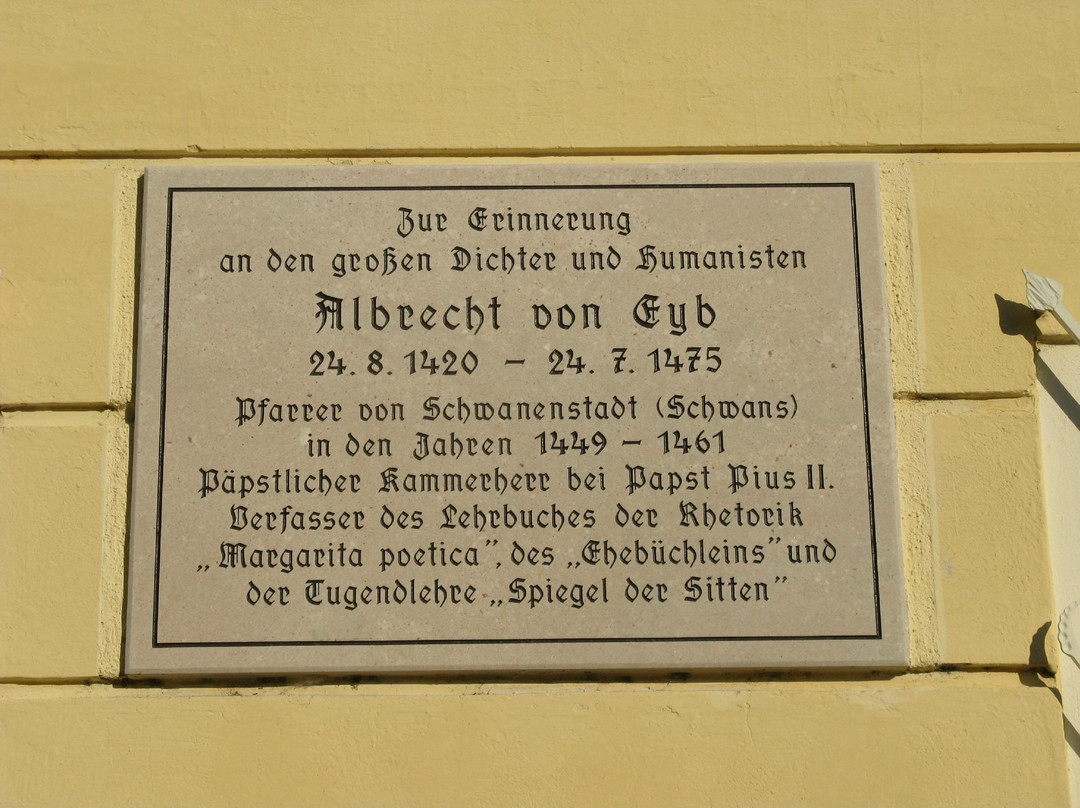 Zur Erinnerung
an den großen Dichter und Humanisten
Albrecht von Eyb
24. 8. 1420 – 24. 7. 1475
Pfarrer von Schwanenstadt (Schwans)
in den Jahren 1449 – 1461
Päpstlicher Kammerherr bei Papst Pius II.
Verfasser des Lehrbuches der Rhetorik
„Margarita poetica”, des „Ehebüchleins” und
der Tugendlehre „Spiegel der Sitten”